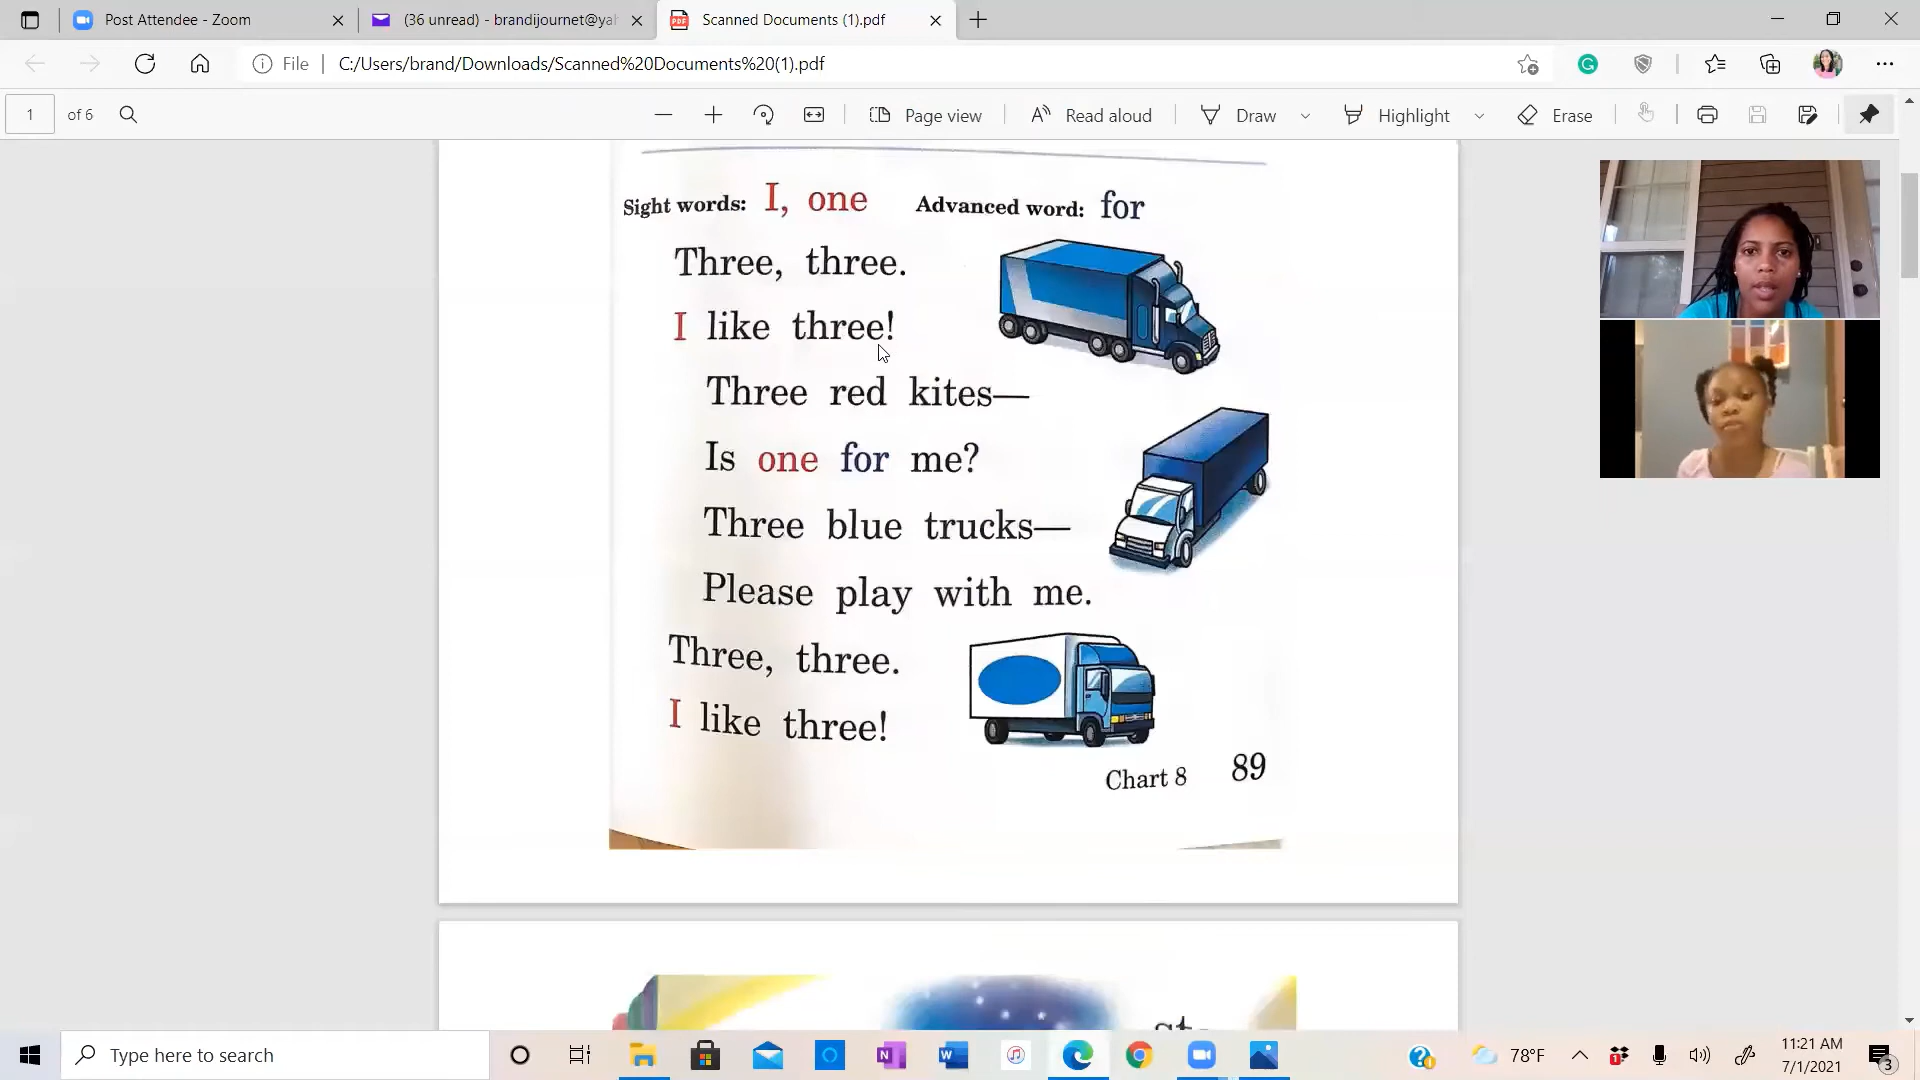 Post Attendee - Zoom
(36 unread) - brandijournet@ya
Scanned Documents (1).pdf
File
C:/Users/brand/Downloads/Scanned%20Documents%20(1).pdf
1 of 6
Page view
Read aloud
Draw
Highlight
Erase
Sight words: I, one Advanced word: for
Three, three.
I like three!
Three red kites—
Is one for me?
Three blue trucks—
Please play with me.
Three, three.
I like three!
Chart 8 89
Type here to search
78°F
11:21 AM
7/1/2021
3